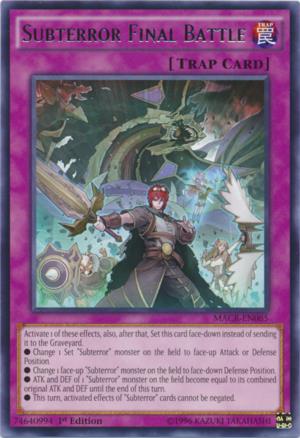 SUBTERROR FINAL BATTLE
TRAP
罠
[TRAP CARD]
MACR-EN085
Activate 1 of these effects, also, after that, Set this card face-down instead of sending
it to the Graveyard.
● Change 1 Set "Subterror" monster on the field to face-up Attack or Defense
Position.
● Change 1 face-up "Subterror" monster on the field to face-down Defense Position.
● ATK and DEF of 1 "Subterror" monster on the field become equal to its combined
original ATK and DEF until the end of this turn.
● This turn, activated effects of "Subterror" cards cannot be negated.
74640994
1st Edition
©1996 KAZUKI TAKAHASHI